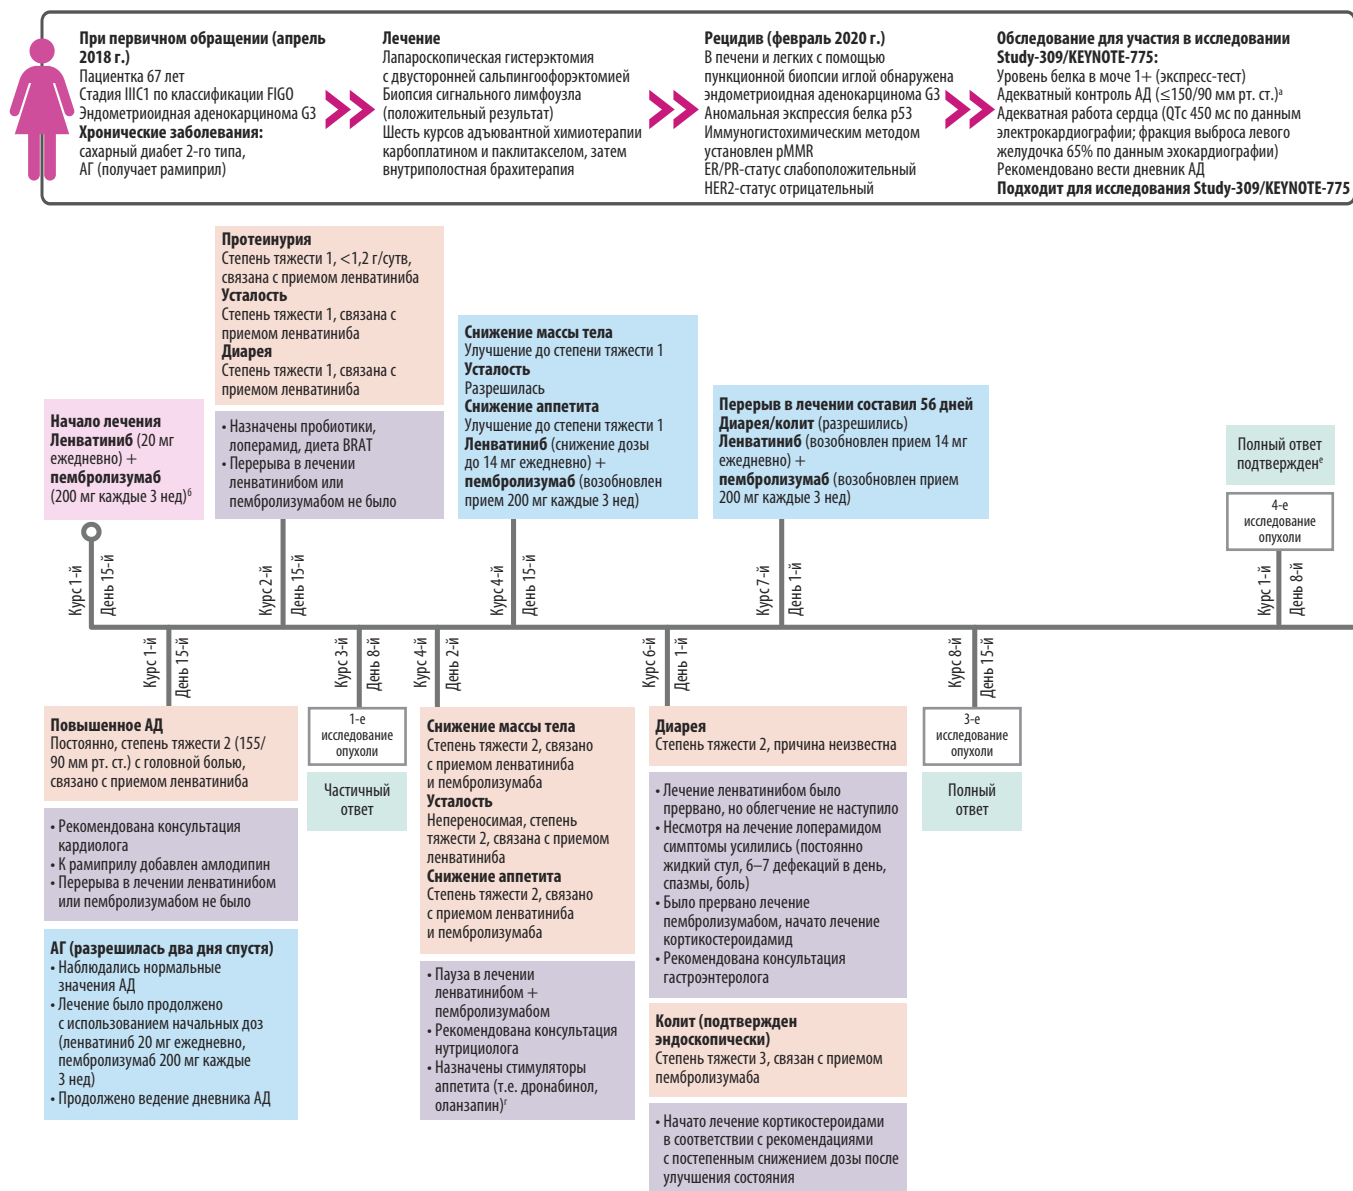 При первичном обращении (апрель
2018 г.)
Пациентка 67 лет
Стадия IIIC1 по классификации FIGO
Эндометриоидная аденокарцинома G3
Хронические заболевания:
сахарный диабет 2-го типа,
АГ (получает рамиприл)
Лечение
Лапароскопическая гистерэктомия
с двусторонней сальпингоофорэктомией
Биопсия сигнального лимфоузла
(положительный результат)
Шесть курсов адъювантной химиотерапии
карбоплатином и паклитакселом, затем
внутриполостная брахитерапия
Рецидив (февраль 2020 г.)
В печени и легких с помощью
пункционной биопсии иглой обнаружена
эндометриоидная аденокарцинома G3
Аномальная экспрессия белка p53
Иммуногистохимическим методом
установлен pMMR
ER/PR-статус слабоположительный
HER2-статус отрицательный
Обследование для участия в исследовании
Study-309/KEYNOTE-775:
Уровень белка в моче 1+ (экспресс-тест)
Адекватный контроль АД (≤150/90 мм рт. ст.)ᵃ
Адекватная работа сердца (QTc 450 мс по данным
электрокардиографии; фракция выброса левого
желудочка 65% по данным эхокардиографии)
Рекомендовано вести дневник АД
Подходит для исследования Study-309/KEYNOTE-775
Начало лечения
Ленватиниб (20 мг
ежедневно) +
пембролизумаб
(200 мг каждые 3 нед)б
Протеинурия
Степень тяжести 1, <1,2 г/сутв,
связана с приемом ленватиниба
Усталость
Степень тяжести 1, связана с
приемом ленватиниба
Диарея
Степень тяжести 1, связана с
приемом ленватиниба
• Назначены пробиотики,
лоперамид, диета BRAT
• Перерыва в лечении
ленватинибом или
пембролизумабом не было
Снижение массы тела
Улучшение до степени тяжести 1
Усталость
Разрешилась
Снижение аппетита
Улучшение до степени тяжести 1
Ленватиниб (снижение дозы
до 14 мг ежедневно) +
пембролизумаб (возобновлен
прием 200 мг каждые 3 нед)
Перерыв в лечении составил 56 дней
Диарея/колит (разрешились)
Ленватиниб (возобновлен прием 14 мг
ежедневно) +
пембролизумаб (возобновлен прием
200 мг каждые 3 нед)
Полный ответ
подтвержденᵉ
4-е
исследование
опухоли
Курс 1-й
День 15-й
Курс 2-й
День 15-й
Курс 4-й
День 15-й
Курс 7-й
День 1-й
Курс 1-й
День 8-й
Курс 1-й
День 15-й
Курс 3-й
День 8-й
Курс 4-й
День 2-й
Курс 6-й
День 1-й
Курс 8-й
День 15-й
Повышенное АД
Постоянно, степень тяжести 2 (155/
90 мм рт. ст.) с головной болью,
связано с приемом ленватиниба
• Рекомендована консультация
кардиолога
• К рамиприлу добавлен амлодипин
• Перерыва в лечении ленватинибом
или пембролизумабом не было
АГ (разрешилась два дня спустя)
• Наблюдались нормальные
значения АД
• Лечение было продолжено
с использованием начальных доз
(ленватиниб 20 мг ежедневно,
пембролизумаб 200 мг каждые
3 нед)
• Продолжено ведение дневника АД
1-е
исследование
опухоли
Частичный
ответ
Снижение массы тела
Степень тяжести 2, связано
с приемом ленватиниба
и пембролизумаба
Усталость
Непереносимая, степень
тяжести 2, связана с приемом
ленватиниба
Снижение аппетита
Степень тяжести 2, связано
с приемом ленватиниба
и пембролизумаба
• Пауза в лечении
ленватинибом +
пембролизумабом
• Рекомендована консультация
нутрициолога
• Назначены стимуляторы
аппетита (т.е. дронабинол,
оланзапин)г
Диарея
Степень тяжести 2, причина неизвестна
• Лечение ленватинибом было
прервано, но облегчение не наступило
• Несмотря на лечение лоперамидом
симптомы усилились (постоянно
жидкий стул, 6–7 дефекаций в день,
спазмы, боль)
• Было прервано лечение
пембролизумабом, начато лечение
кортикостероидамид
• Рекомендована консультация
гастроэнтеролога
Колит (подтвержден
эндоскопически)
Степень тяжести 3, связан с приемом
пембролизумаба
• Начато лечение кортикостероидами
в соответствии с рекомендациями
с постепенным снижением дозы после
улучшения состояния
3-е
исследование
опухоли
Полный
ответ